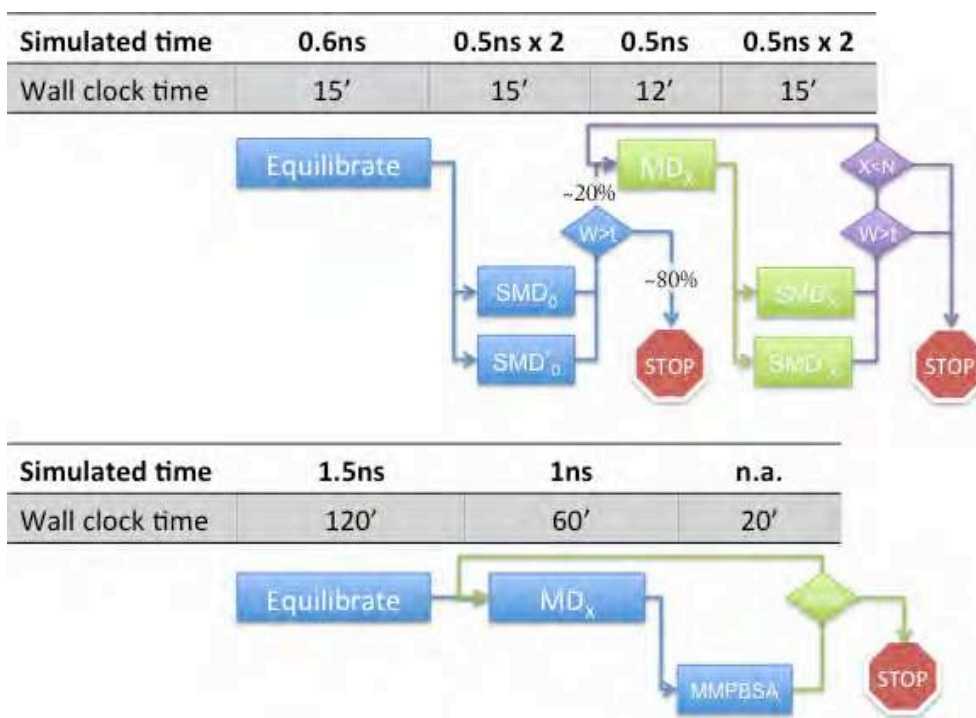 Simulated time 0.6ns 0.5ns x 2 0.5ns 0.5ns x 2
Wall clock time 15′ 15′ 12′ 15′
Equilibrate
MDₓ
X<N
~20%
W>t
W>t
~80%
SMD₀
SMDₓ
SMD'₀
SMD'ₓ
STOP
STOP
Simulated time 1.5ns 1ns n.a.
Wall clock time 120′ 60′ 20′
Equilibrate
MDₓ
MMPBSA
STOP